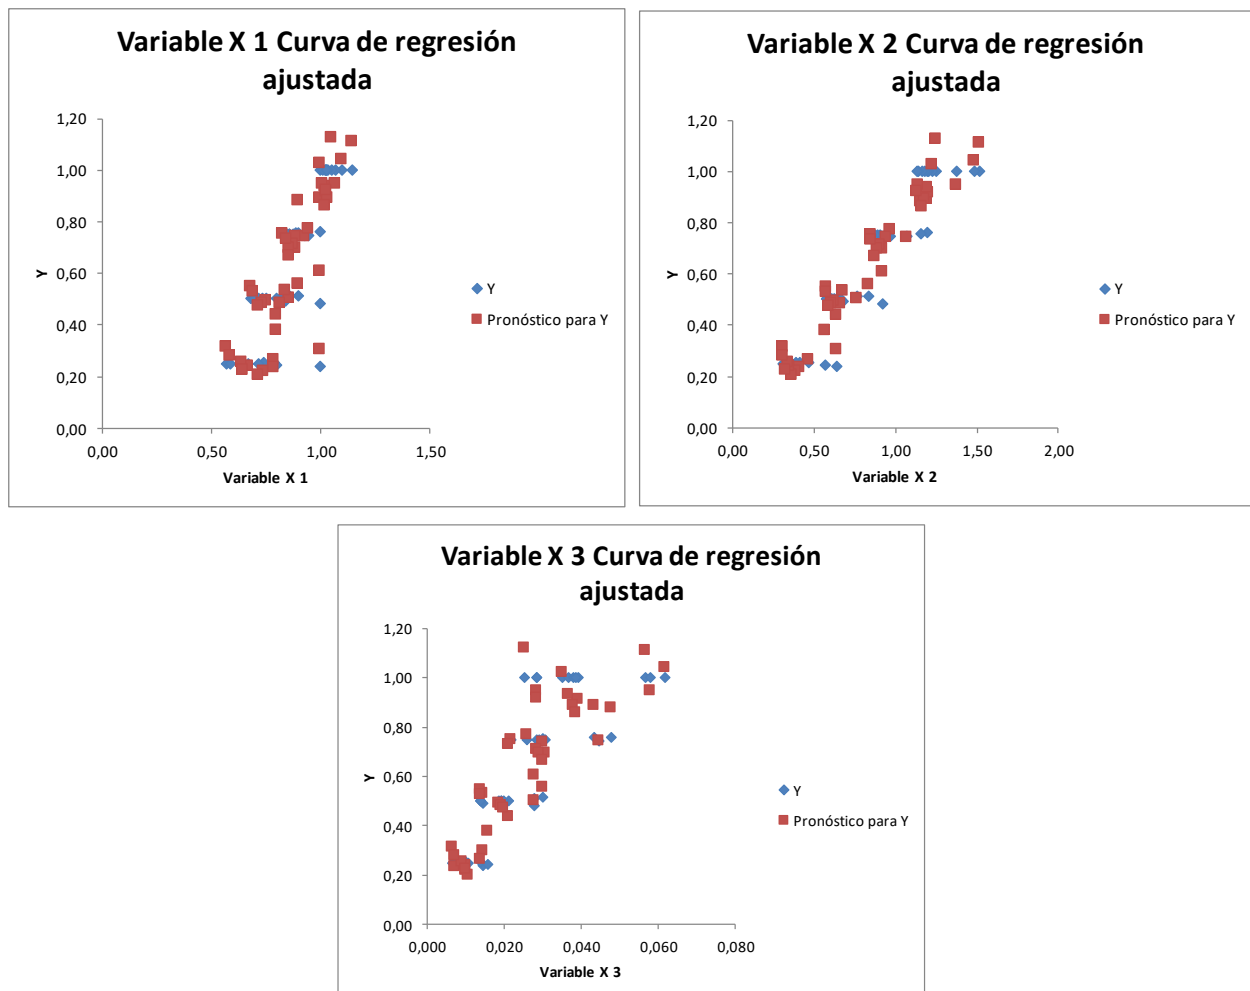 Variable X 1 Curva de regresión
ajustada
1,20
1,00
0,80
0,60
0,40
0,20
0,00
Y
0,00 0,50 1,00 1,50
Variable X 1
Y
Pronóstico para Y
Variable X 2 Curva de regresión
ajustada
1,20
1,00
0,80
0,60
0,40
0,20
0,00
Y
0,00 0,50 1,00 1,50 2,00
Variable X 2
Y
Pronóstico para Y
Variable X 3 Curva de regresión
ajustada
1,20
1,00
0,80
0,60
0,40
0,20
0,00
Y
0,000 0,020 0,040 0,060 0,080
Variable X 3
Y
Pronóstico para Y